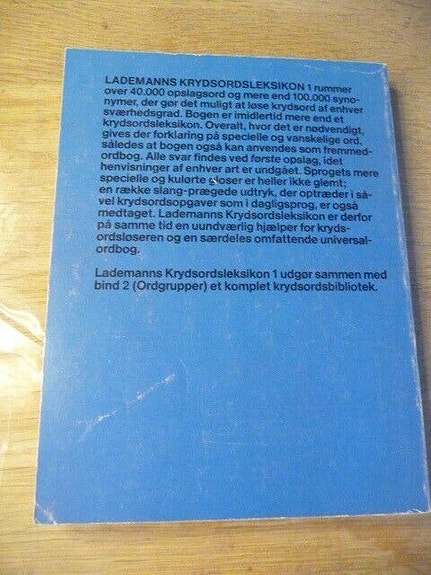 LADEMANNS KRYDSORDSLEKSIKON 1 rummer
over 40.000 opslagsord og mere end 100.000 syno-
nymer, der gør det muligt at løse krydsord af enhver
sværhedsgrad. Bogen er imidlertid mere end et
krydsordsleksikon. Overalt, hvor det er nødvendigt,
gives der forklaring på specielle og vanskelige ord,
således at bogen også kan anvendes som fremmed-
ordbog. Alle svar findes ved første opslag, idet
henvisninger af enhver art er undgået. Sprogets mere
specielle og kulørte gloser er heller ikke glemt;
en række slang-prægede udtryk, der optræder i så-
vel krydsordsopgaver som i dagligsprog, er også
medtaget. Lademanns Krydsordsleksikon er derfor
på samme tid en uundværlig hjælper for kryds-
ordsløseren og en særdeles omfattende universal-
ordbog.
Lademanns Krydsordsleksikon 1 udgør sammen med
bind 2 (Ordgrupper) et komplet krydsordsbibliotek.